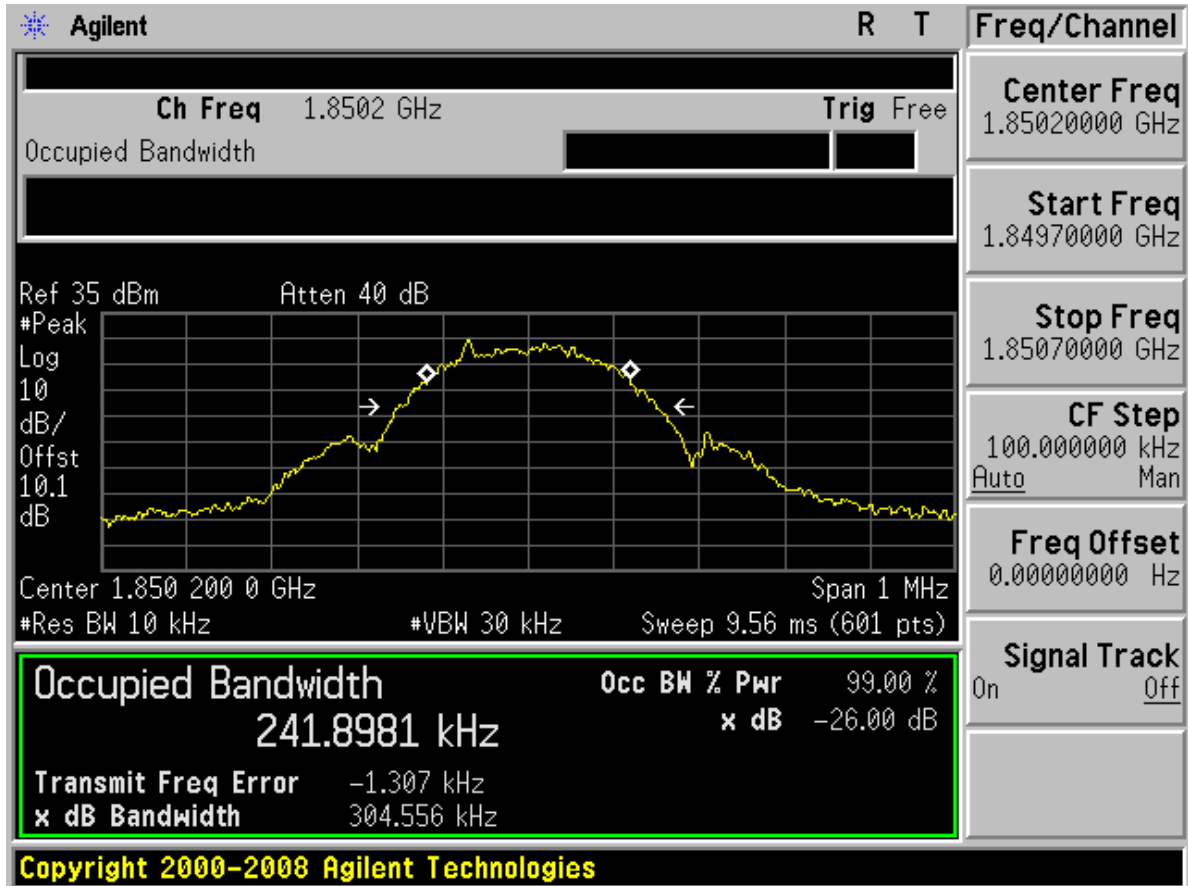 Agilent R T
Ch Freq 1.8502 GHz Trig Free
Occupied Bandwidth
Ref 35 dBm Atten 40 dB
#Peak
Log
10
dB/
Offst
10.1
dB
Center 1.850 200 0 GHz Span 1 MHz
#Res BW 10 kHz #VBW 30 kHz Sweep 9.56 ms (601 pts)
Occupied Bandwidth Occ BW % Pwr 99.00 %
241.8981 kHz x dB -26.00 dB
Transmit Freq Error -1.307 kHz
x dB Bandwidth 304.556 kHz
Copyright 2000-2008 Agilent Technologies
Freq/Channel
Center Freq
1.85020000 GHz
Start Freq
1.84970000 GHz
Stop Freq
1.85070000 GHz
CF Step
100.000000 kHz
Auto Man
Freq Offset
0.00000000 Hz
Signal Track
On Off